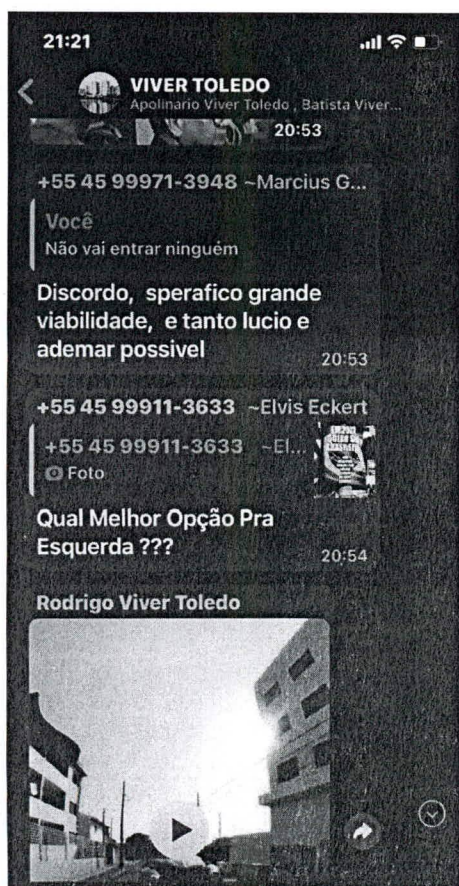 21:21
VIVER TOLEDO
Apolinario Viver Toledo , Batista Viver...
20:53
+55 45 99971-3948 ~Marcius G...
Você
Não vai entrar ninguém
Discordo, sperafico grande
viabilidade, e tanto lucio e
ademar possivel
20:53
+55 45 99911-3633 ~Elvis Eckert
+55 45 99911-3633 ~El...
Foto
Qual Melhor Opção Pra
Esquerda ???
20:54
Rodrigo Viver Toledo